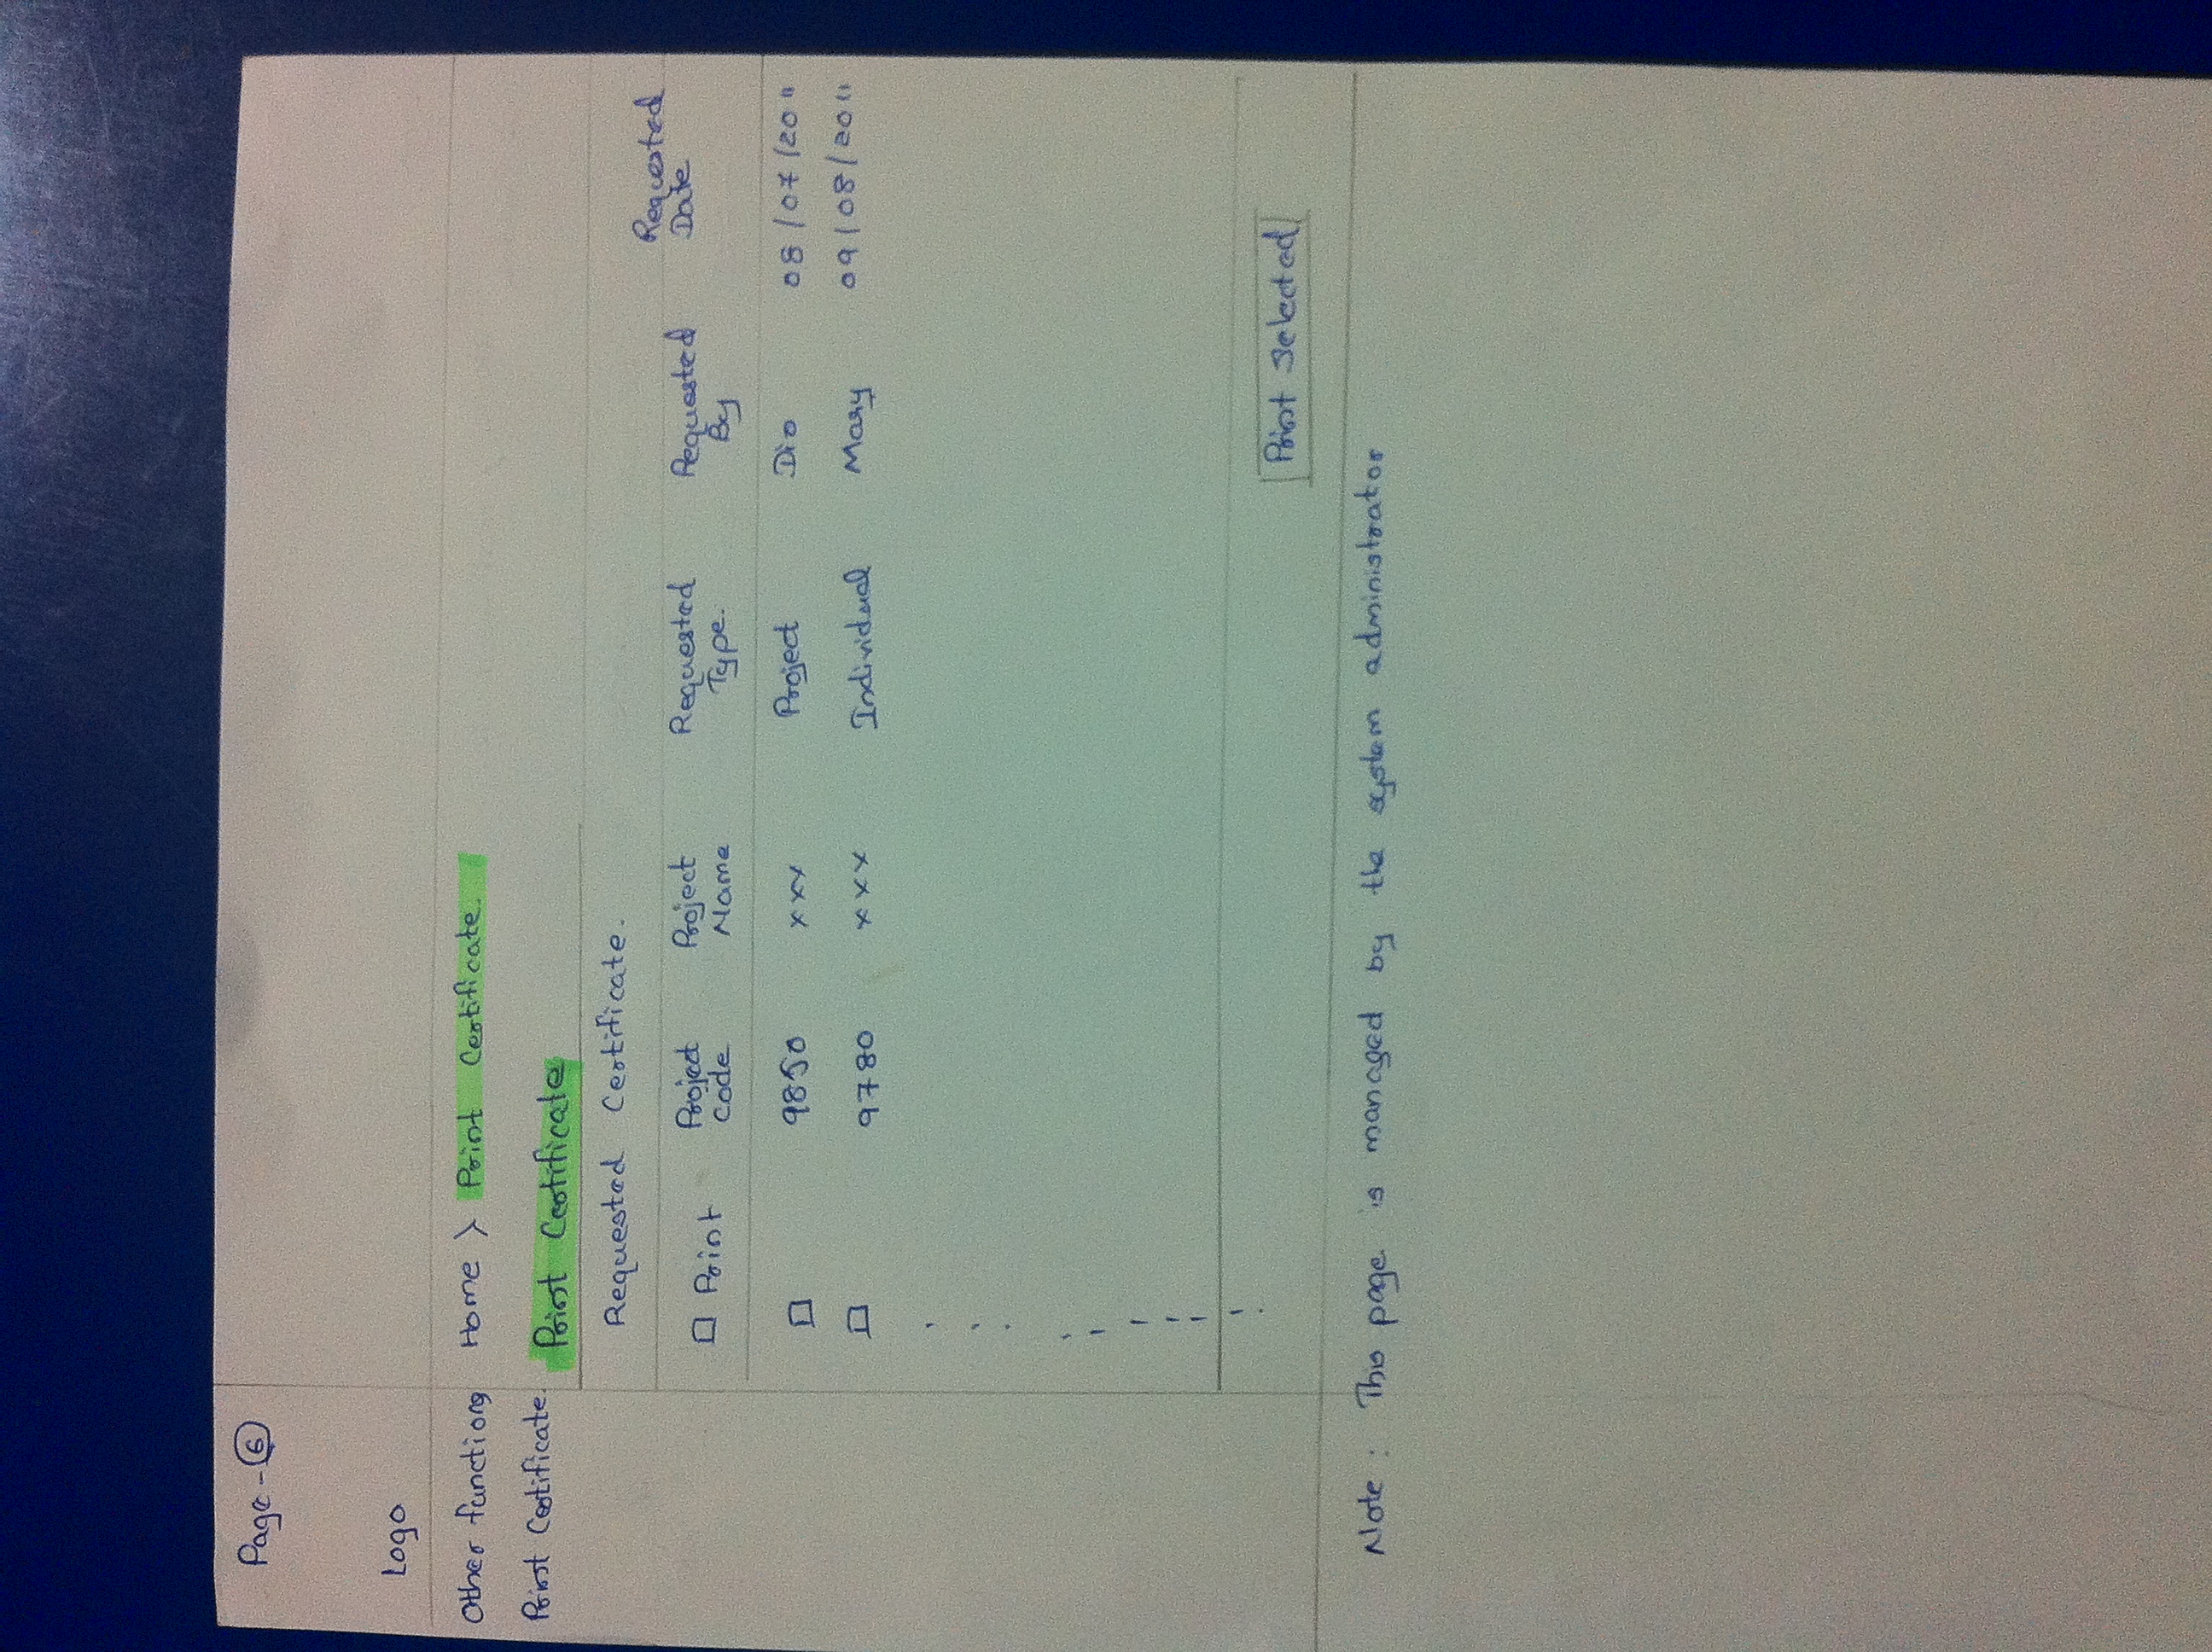 Page - 6
Logo
Other functions
Home > Print Certificate.
Print Certificate.
Print Certificate
Requested Certificate.
Print Project Code Project Name Requested Type. Requested By Requested Date
9850 xxx Project Dio 08/07/2011
9780 xxx Individual Mary 09/08/2011
Print Selected
Note : This page is managed by the system administrator